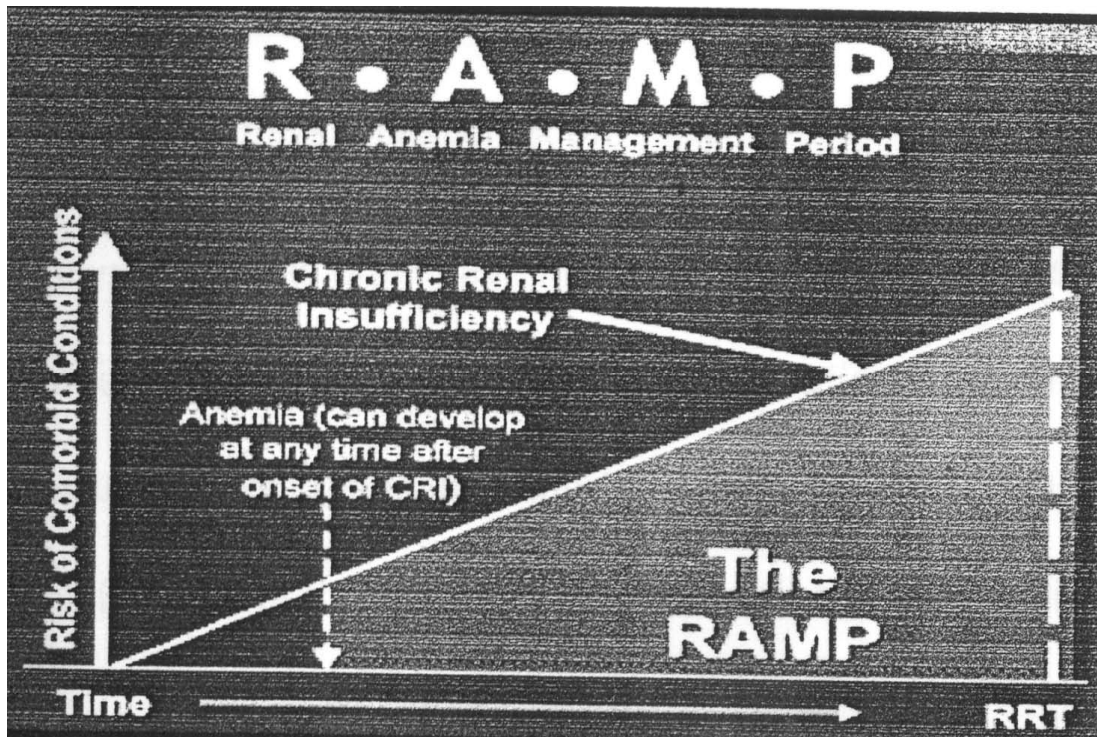 R • A • M • P
Renal Anemia Management Period
Risk of Comorbid Conditions
Chronic Renal
Insufficiency
Anemia (can develop
at any time after
onset of CRI)
The
RAMP
Time
RRT